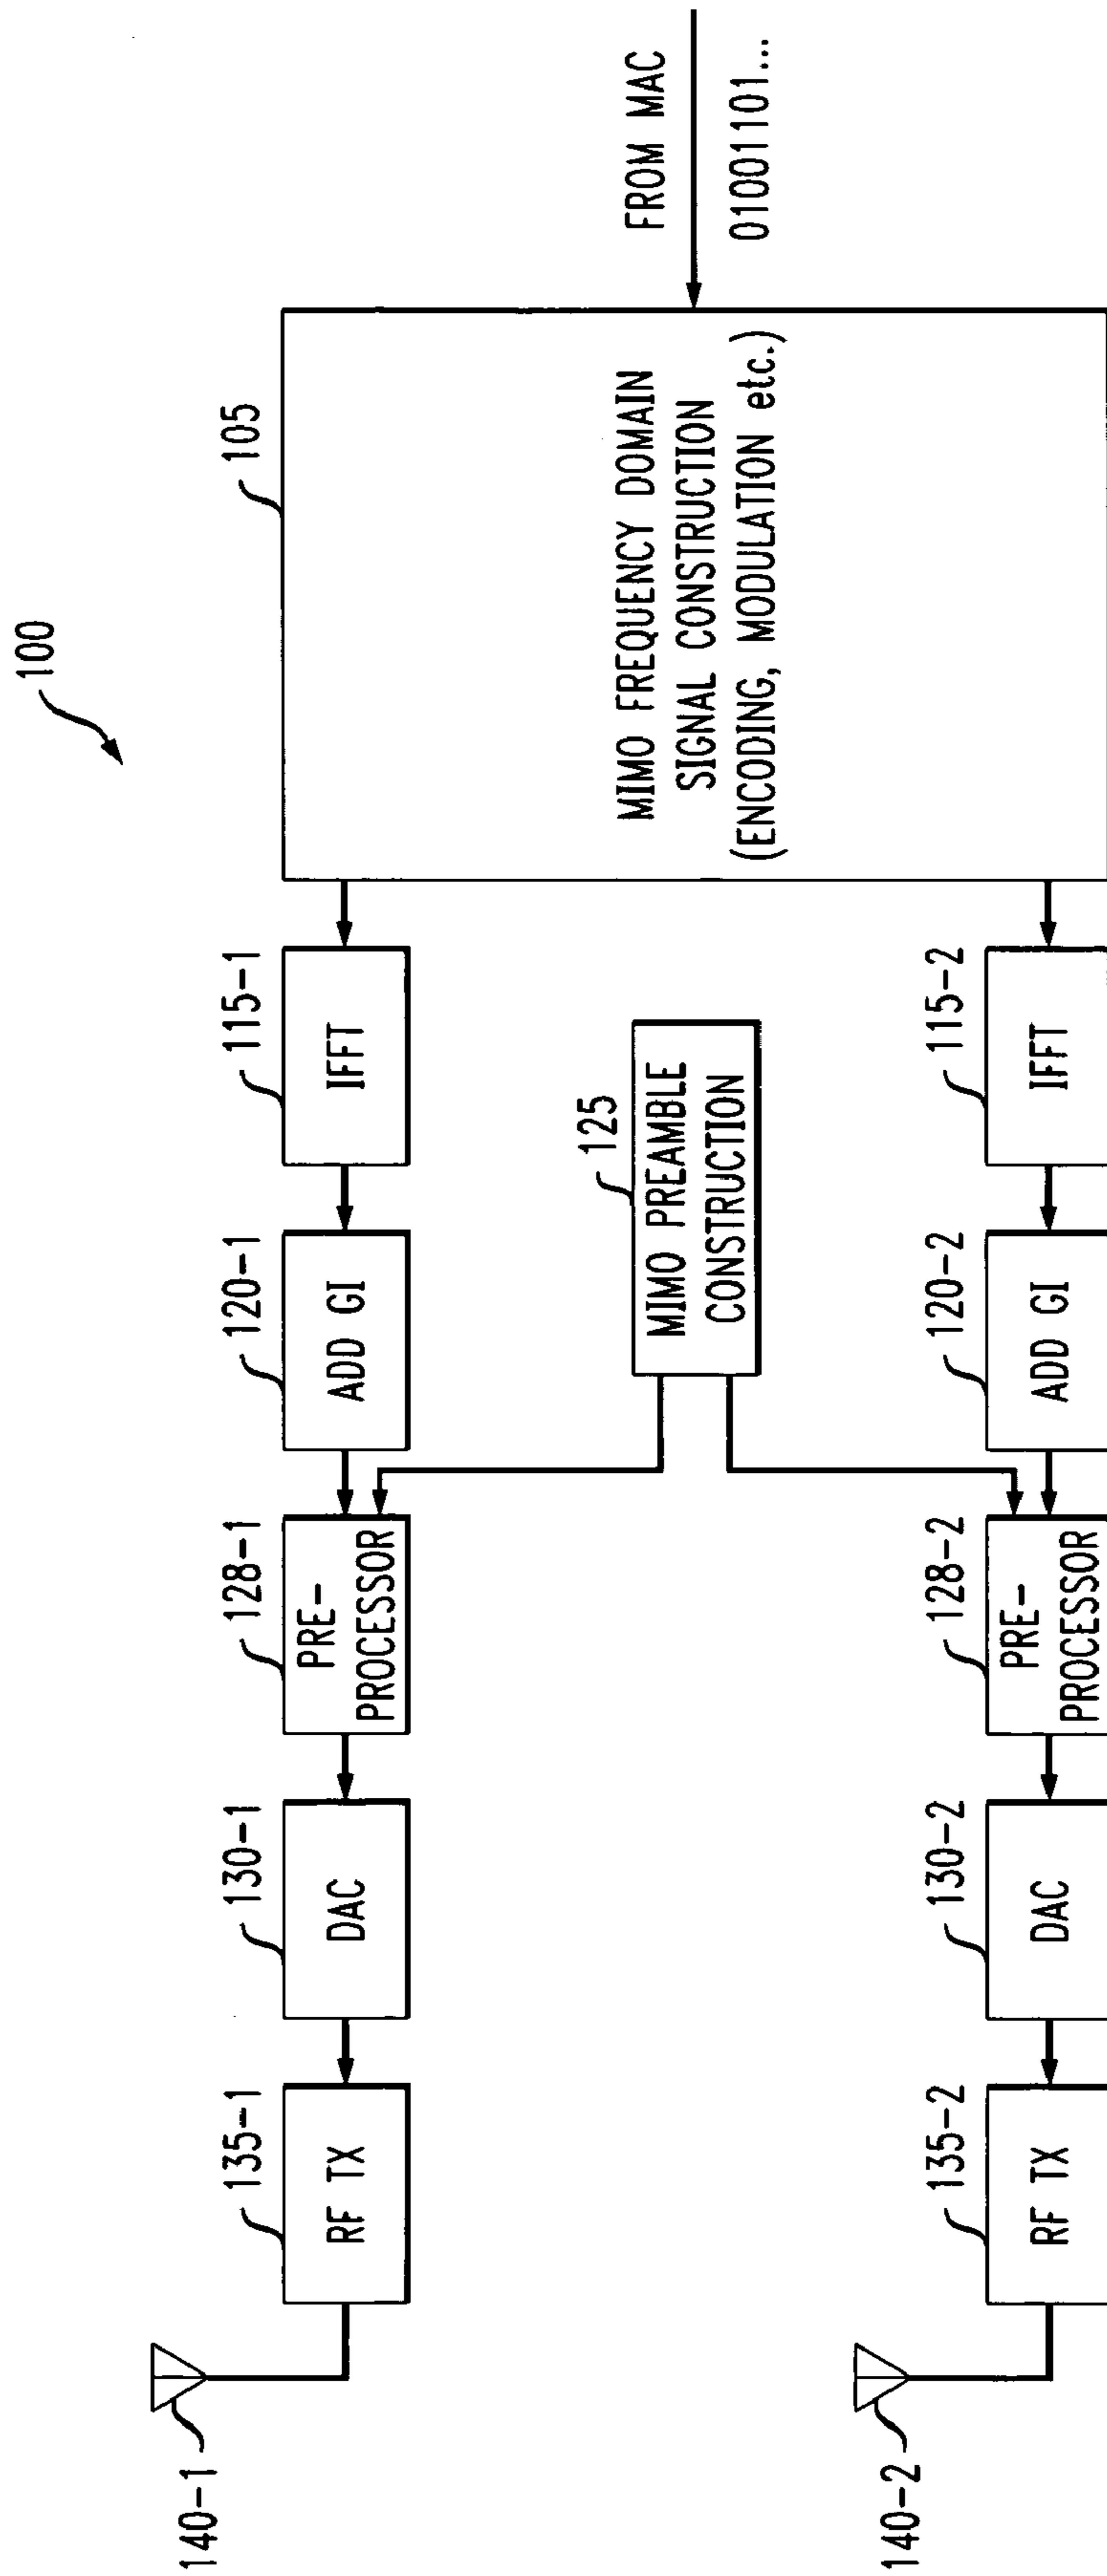 100
140-1
135-1
RF TX
130-1
DAC
128-1
PRE-
PROCESSOR
120-1
ADD GI
115-1
IFFT
105
MIMO FREQUENCY DOMAIN
SIGNAL CONSTRUCTION
(ENCODING, MODULATION etc.)
FROM MAC
01001101...
125
MIMO PREAMBLE
CONSTRUCTION
140-2
135-2
RF TX
130-2
DAC
128-2
PRE-
PROCESSOR
120-2
ADD GI
115-2
IFFT